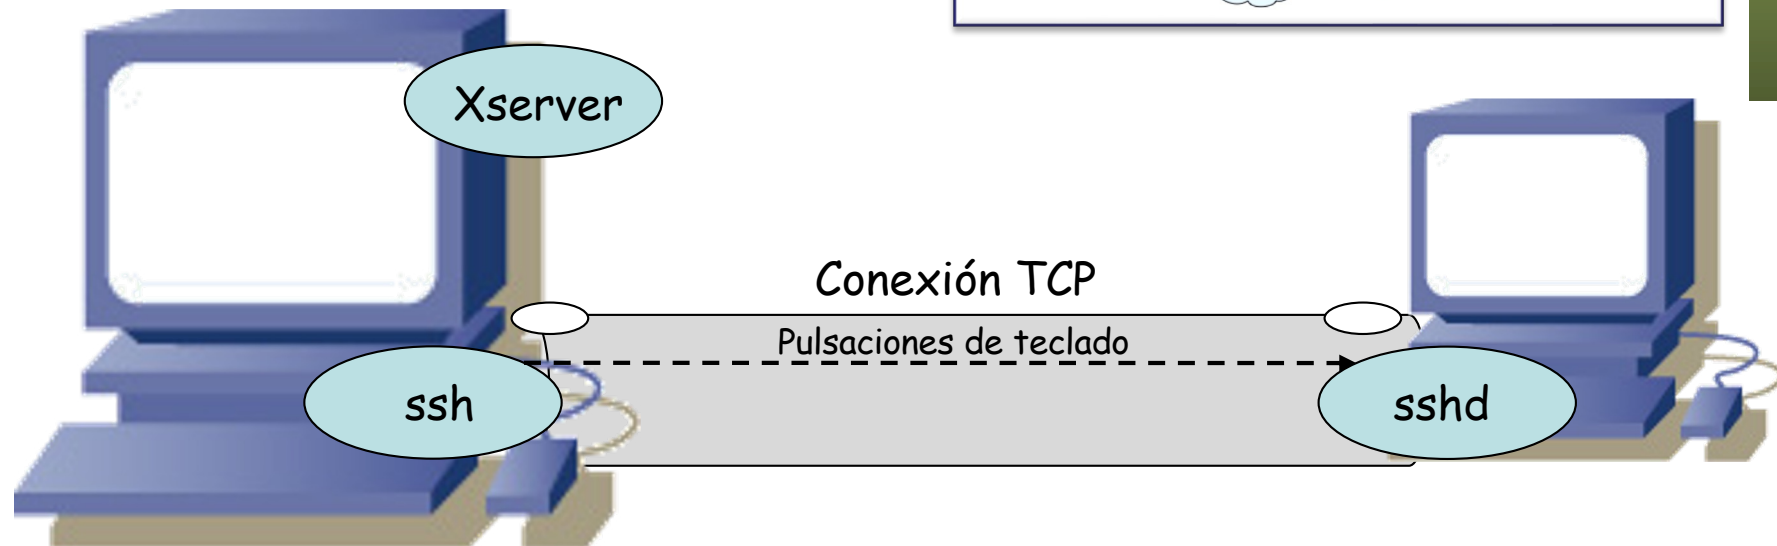 Xserver
Conexión TCP
Pulsaciones de teclado
ssh
sshd